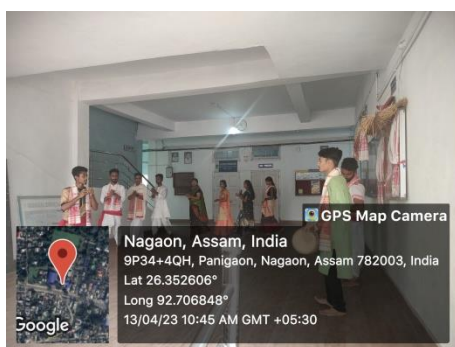 GPS Map Camera
Nagaon, Assam, India
9P34+4QH, Panigaon, Nagaon, Assam 782003, India
Lat 26.352606°
Long 92.706848°
13/04/23 10:45 AM GMT +05:30
Google